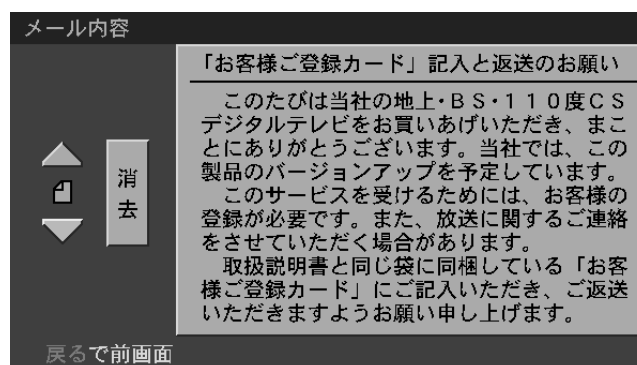 メール内容
「お客様ご登録カード」記入と返送のお願い
このたびは当社の地上・ＢＳ・１１０度ＣＳ
デジタルテレビをお買いあげいただき、まこ
とにありがとうございます。当社では、この
製品のバージョンアップを予定しています。
このサービスを受けるためには、お客様の
登録が必要です。また、放送に関するご連絡
をさせていただく場合があります。
取扱説明書と同じ袋に同梱している「お客
様ご登録カード」にご記入いただき、ご返送
いただきますようお願い申し上げます。
消去
戻るで前画面